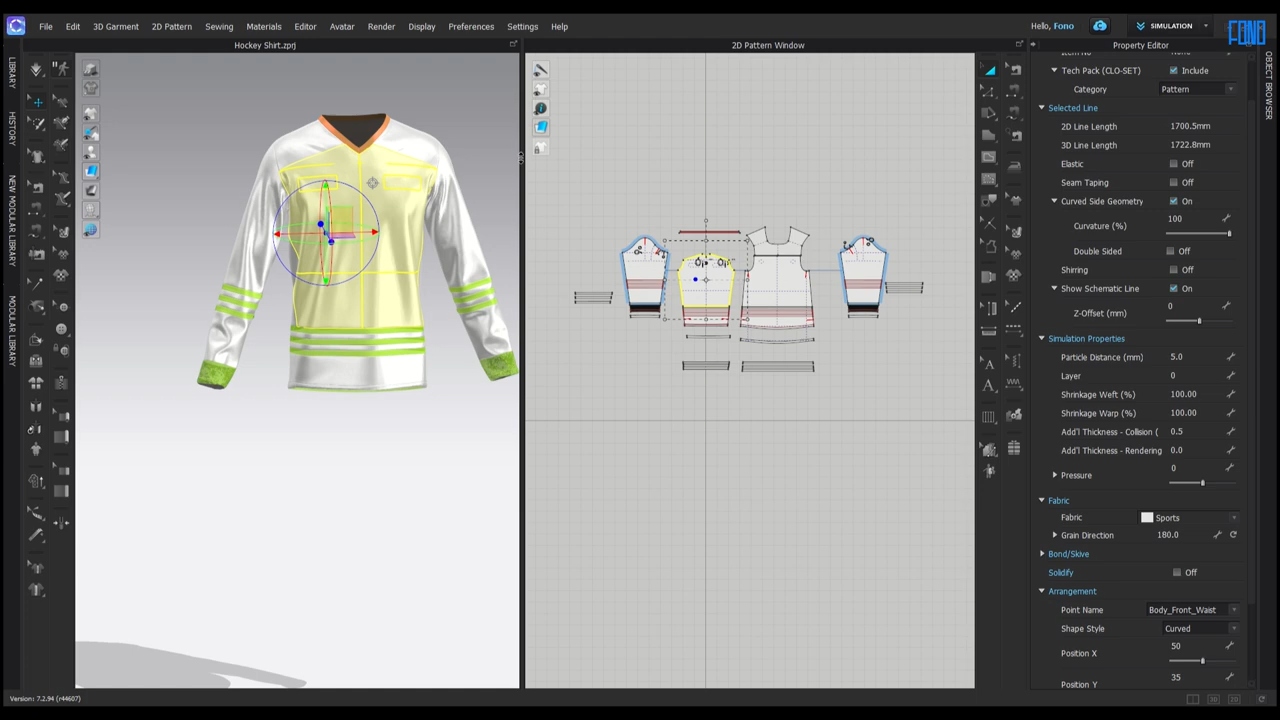 File Edit 3D Garment 2D Pattern Sewing Materials Editor Avatar Render Display Preferences Settings Help
Hello, Fono
SIMULATION
FONO
Hockey Shirt.zprj
2D Pattern Window
Property Editor
LIBRARY
HISTORY
NEW MODULAR LIBRARY
MODULAR LIBRARY
OBJECT BROWSER
Tech Pack (CLO-SET) Include
Category Pattern
Selected Line
2D Line Length 1700.5mm
3D Line Length 1722.8mm
Elastic Off
Seam Taping Off
Curved Side Geometry On
Curvature (%) 100
Double Sided Off
Shirring Off
Show Schematic Line On
Z-Offset (mm) 0
Simulation Properties
Particle Distance (mm) 5.0
Layer 0
Shrinkage Weft (%) 100.00
Shrinkage Warp (%) 100.00
Add'l Thickness - Collision ( 0.5
Add'l Thickness - Rendering 0.0
Pressure 0
Fabric
Fabric Sports
Grain Direction 180.0
Bond/Skive
Solidify Off
Arrangement
Point Name Body_Front_Waist
Shape Style Curved
Position X 50
Position Y 35
Version: 7.2.94 (r44607)
3D 2D